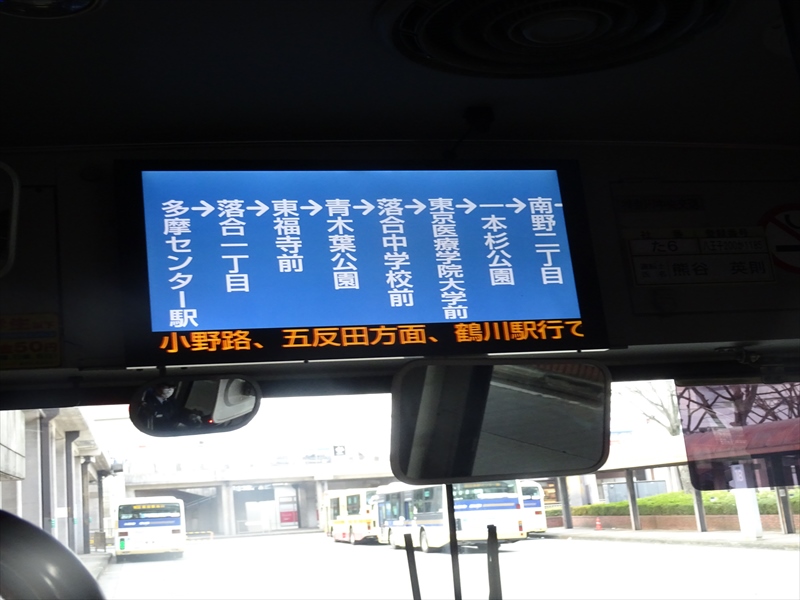 多摩センター駅→
落合二丁目→
東福寺前→
青木葉公園→
落合中学校前→
東京医療学院大学前→
一本杉公園→
南野二丁目
小野路、五反田方面、鶴川駅行で